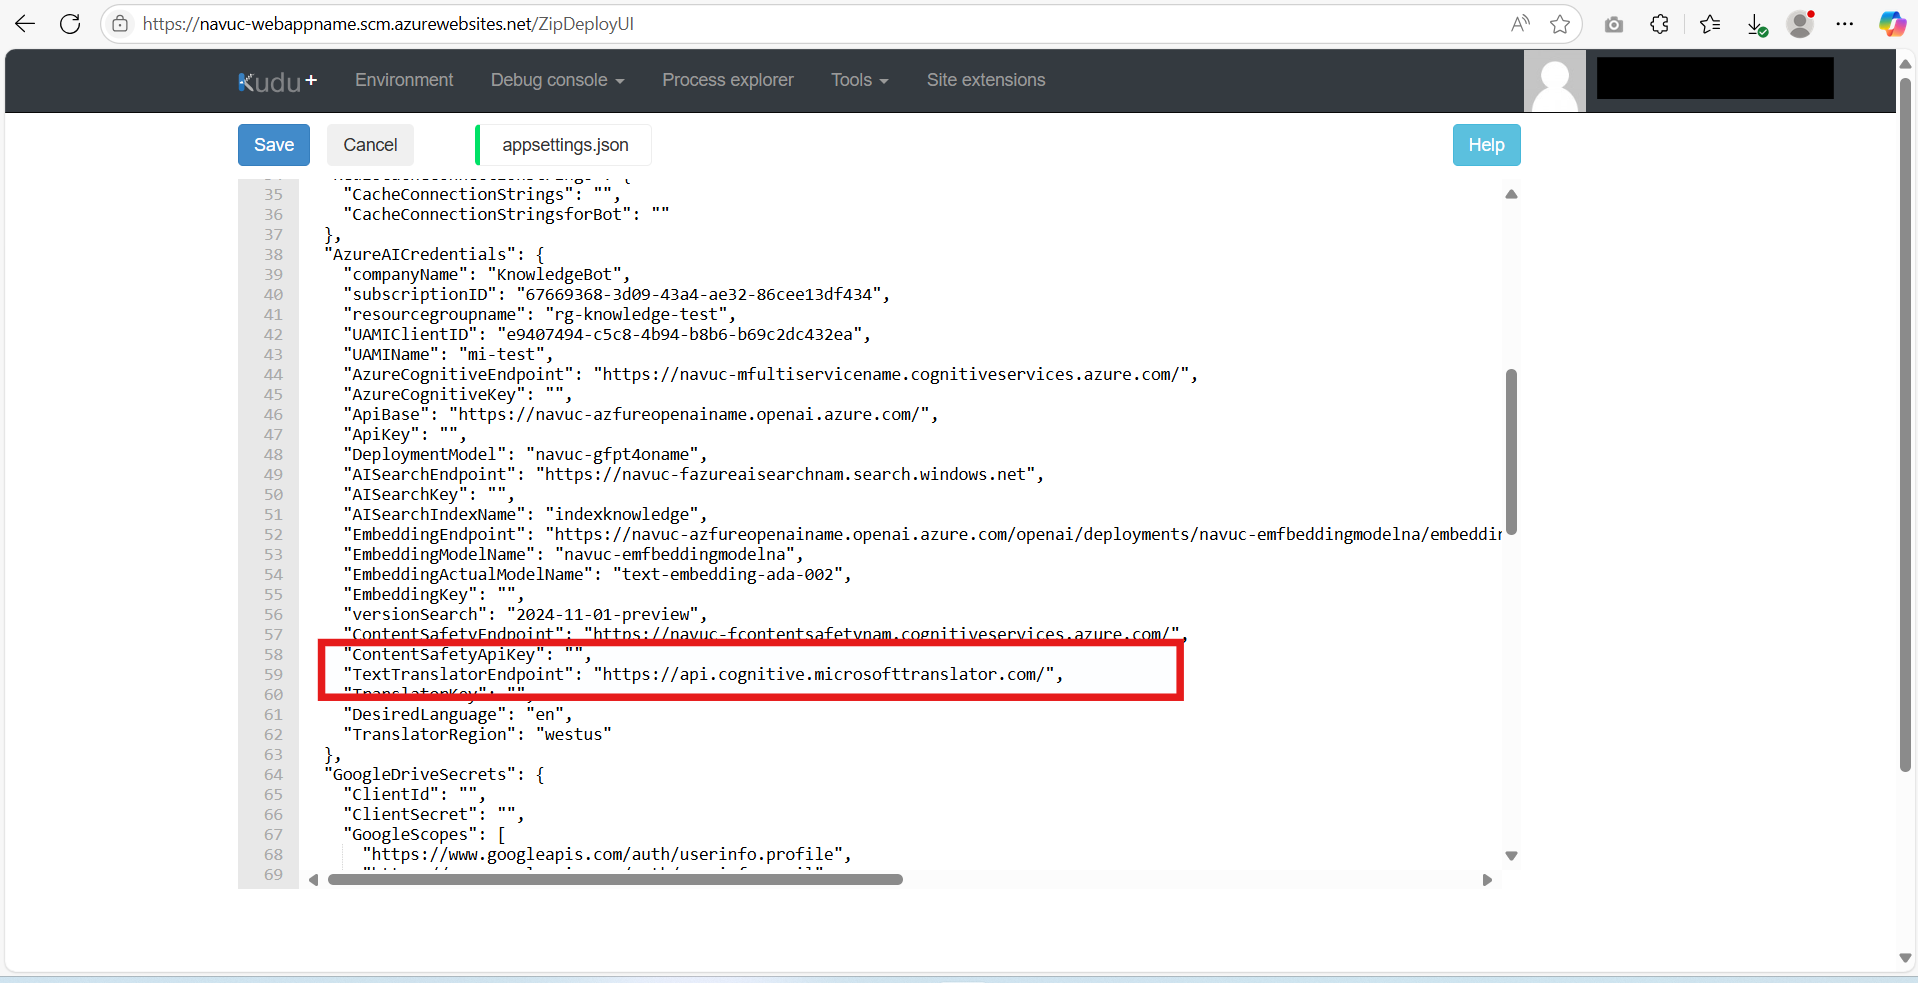 https://navuc-webappname.scm.azurewebsites.net/ZipDeployUI
Kudu+ Environment Debug console Process explorer Tools Site extensions
Save Cancel appsettings.json Help
35 "CacheConnectionStrings": "",
36 "CacheConnectionStringsforBot": ""
37 },
38 "AzureAICredentials": {
39 "companyName": "KnowledgeBot",
40 "subscriptionID": "67669368-3d09-43a4-ae32-86cee13df434",
41 "resourcegroupname": "rg-knowledge-test",
42 "UAMIClientID": "e9407494-c5c8-4b94-b8b6-b69c2dc432ea",
43 "UAMIName": "mi-test",
44 "AzureCognitiveEndpoint": "https://navuc-mfultiservicename.cognitiveservices.azure.com/",
45 "AzureCognitiveKey": "",
46 "ApiBase": "https://navuc-azfureopenainame.openai.azure.com/",
47 "ApiKey": "",
48 "DeploymentModel": "navuc-gfpt4oname",
49 "AISearchEndpoint": "https://navuc-fazureaisearchnam.search.windows.net",
50 "AISearchKey": "",
51 "AISearchIndexName": "indexknowledge",
52 "EmbeddingEndpoint": "https://navuc-azfureopenainame.openai.azure.com/openai/deployments/navuc-emfbeddingmodelna/embeddin
53 "EmbeddingModelName": "navuc-emfbeddingmodelna",
54 "EmbeddingActualModelName": "text-embedding-ada-002",
55 "EmbeddingKey": "",
56 "versionSearch": "2024-11-01-preview",
57 "ContentSafetyEndpoint": "https://navuc-fcontentsafetynam.cognitiveservices.azure.com/",
58 "ContentSafetyApiKey": "",
59 "TextTranslatorEndpoint": "https://api.cognitive.microsofttranslator.com/",
60 "TranslatorKey": "",
61 "DesiredLanguage": "en",
62 "TranslatorRegion": "westus"
63 },
64 "GoogleDriveSecrets": {
65 "ClientId": "",
66 "ClientSecret": "",
67 "GoogleScopes": [
68 "https://www.googleapis.com/auth/userinfo.profile",
69